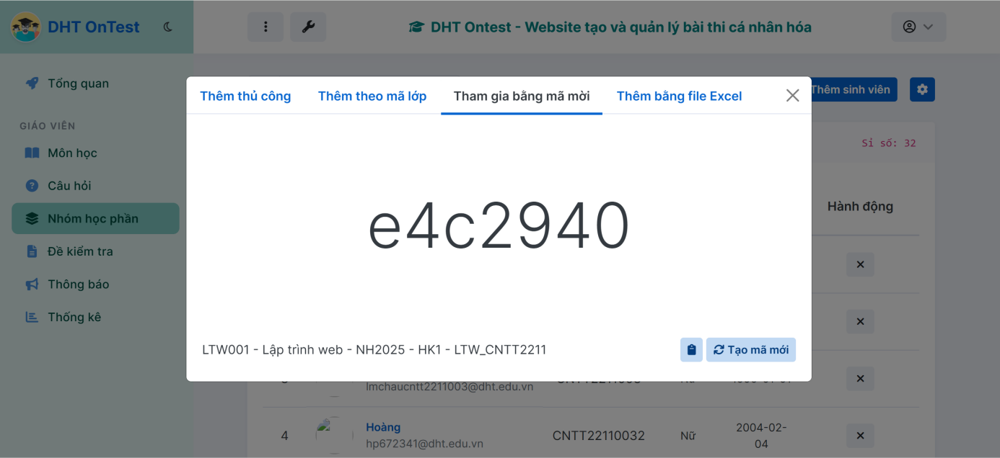 DHT OnTest
DHT Ontest - Website tạo và quản lý bài thi cá nhân hóa
Tổng quan
GIÁO VIÊN
Môn học
Câu hỏi
Nhóm học phần
Đề kiểm tra
Thông báo
Thống kê
Thêm thủ công
Thêm theo mã lớp
Tham gia bằng mã mời
Thêm bằng file Excel
Thêm sinh viên
Sỉ số: 32
Hành động
e4c2940
LTW001 - Lập trình web - NH2025 - HK1 - LTW_CNTT2211
Tạo mã mới
lmchaucntt2211003@dht.edu.vn
4
Hoàng
hp672341@dht.edu.vn
CNTT22110032
Nữ
2004-02-
04